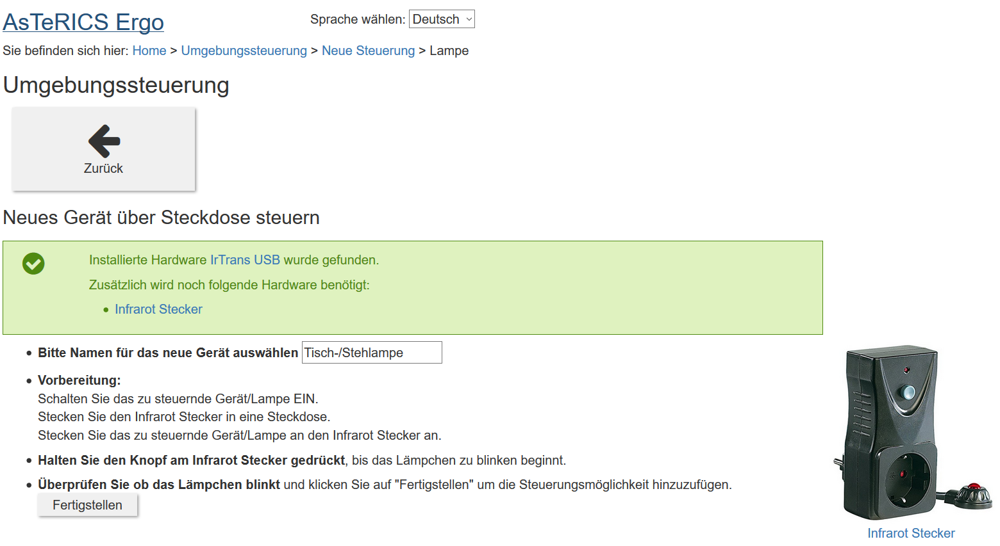 AsTeRICS Ergo
Sprache wählen: Deutsch
Sie befinden sich hier: Home > Umgebungssteuerung > Neue Steuerung > Lampe
Umgebungssteuerung
Zurück
Neues Gerät über Steckdose steuern
Installierte Hardware IrTrans USB wurde gefunden.
Zusätzlich wird noch folgende Hardware benötigt:
• Infrarot Stecker
• Bitte Namen für das neue Gerät auswählen Tisch-/Stehlampe
• Vorbereitung:
Schalten Sie das zu steuernde Gerät/Lampe EIN.
Stecken Sie den Infrarot Stecker in eine Steckdose.
Stecken Sie das zu steuernde Gerät/Lampe an den Infrarot Stecker an.
• Halten Sie den Knopf am Infrarot Stecker gedrückt, bis das Lämpchen zu blinken beginnt.
• Überprüfen Sie ob das Lämpchen blinkt und klicken Sie auf "Fertigstellen" um die Steuerungsmöglichkeit hinzuzufügen.
Fertigstellen
Infrarot Stecker